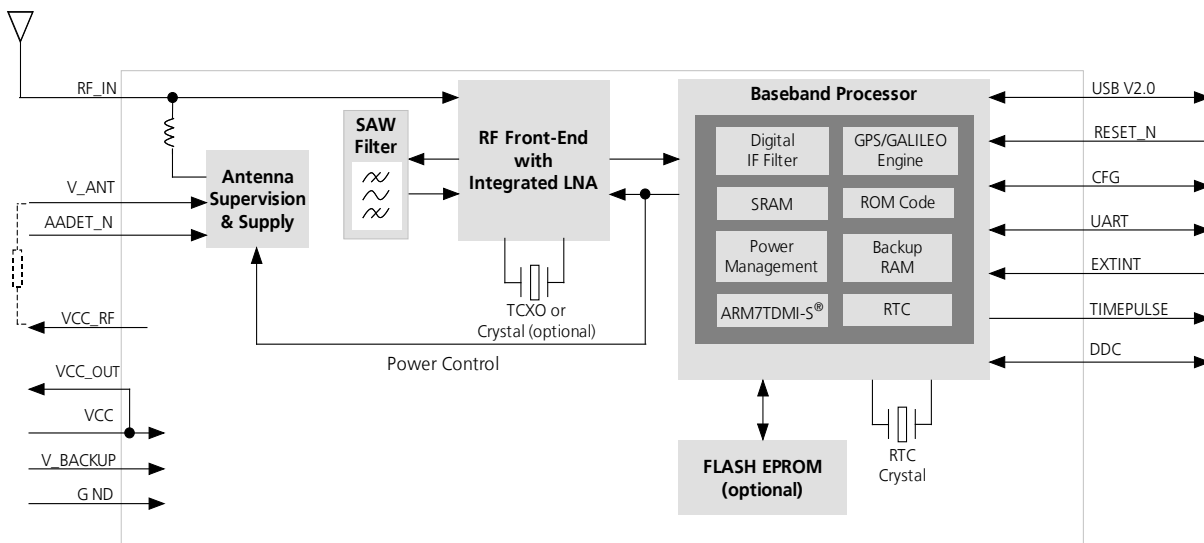 RF_IN
V_ANT
AADET_N
VCC_RF
VCC_OUT
VCC
V_BACKUP
GND
Antenna
Supervision
& Supply
SAW
Filter
RF Front-End
with
Integrated LNA
TCXO or
Crystal (optional)
Power Control
Baseband Processor
Digital
IF Filter
GPS/GALILEO
Engine
SRAM
ROM Code
Power
Management
Backup
RAM
ARM7TDMI-S®
RTC
FLASH EPROM
(optional)
RTC
Crystal
USB V2.0
RESET_N
CFG
UART
EXTINT
TIMEPULSE
DDC